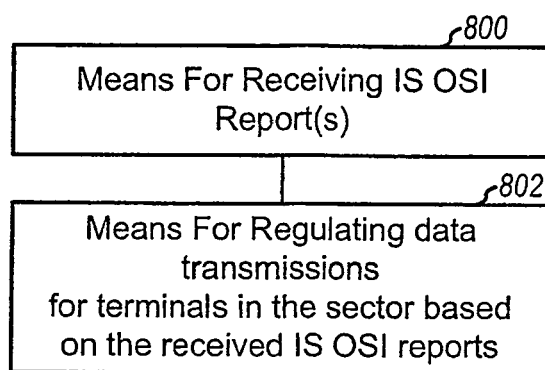 800
Means For Receiving IS OSI
Report(s)
802
Means For Regulating data
transmissions
for terminals in the sector based
on the received IS OSI reports